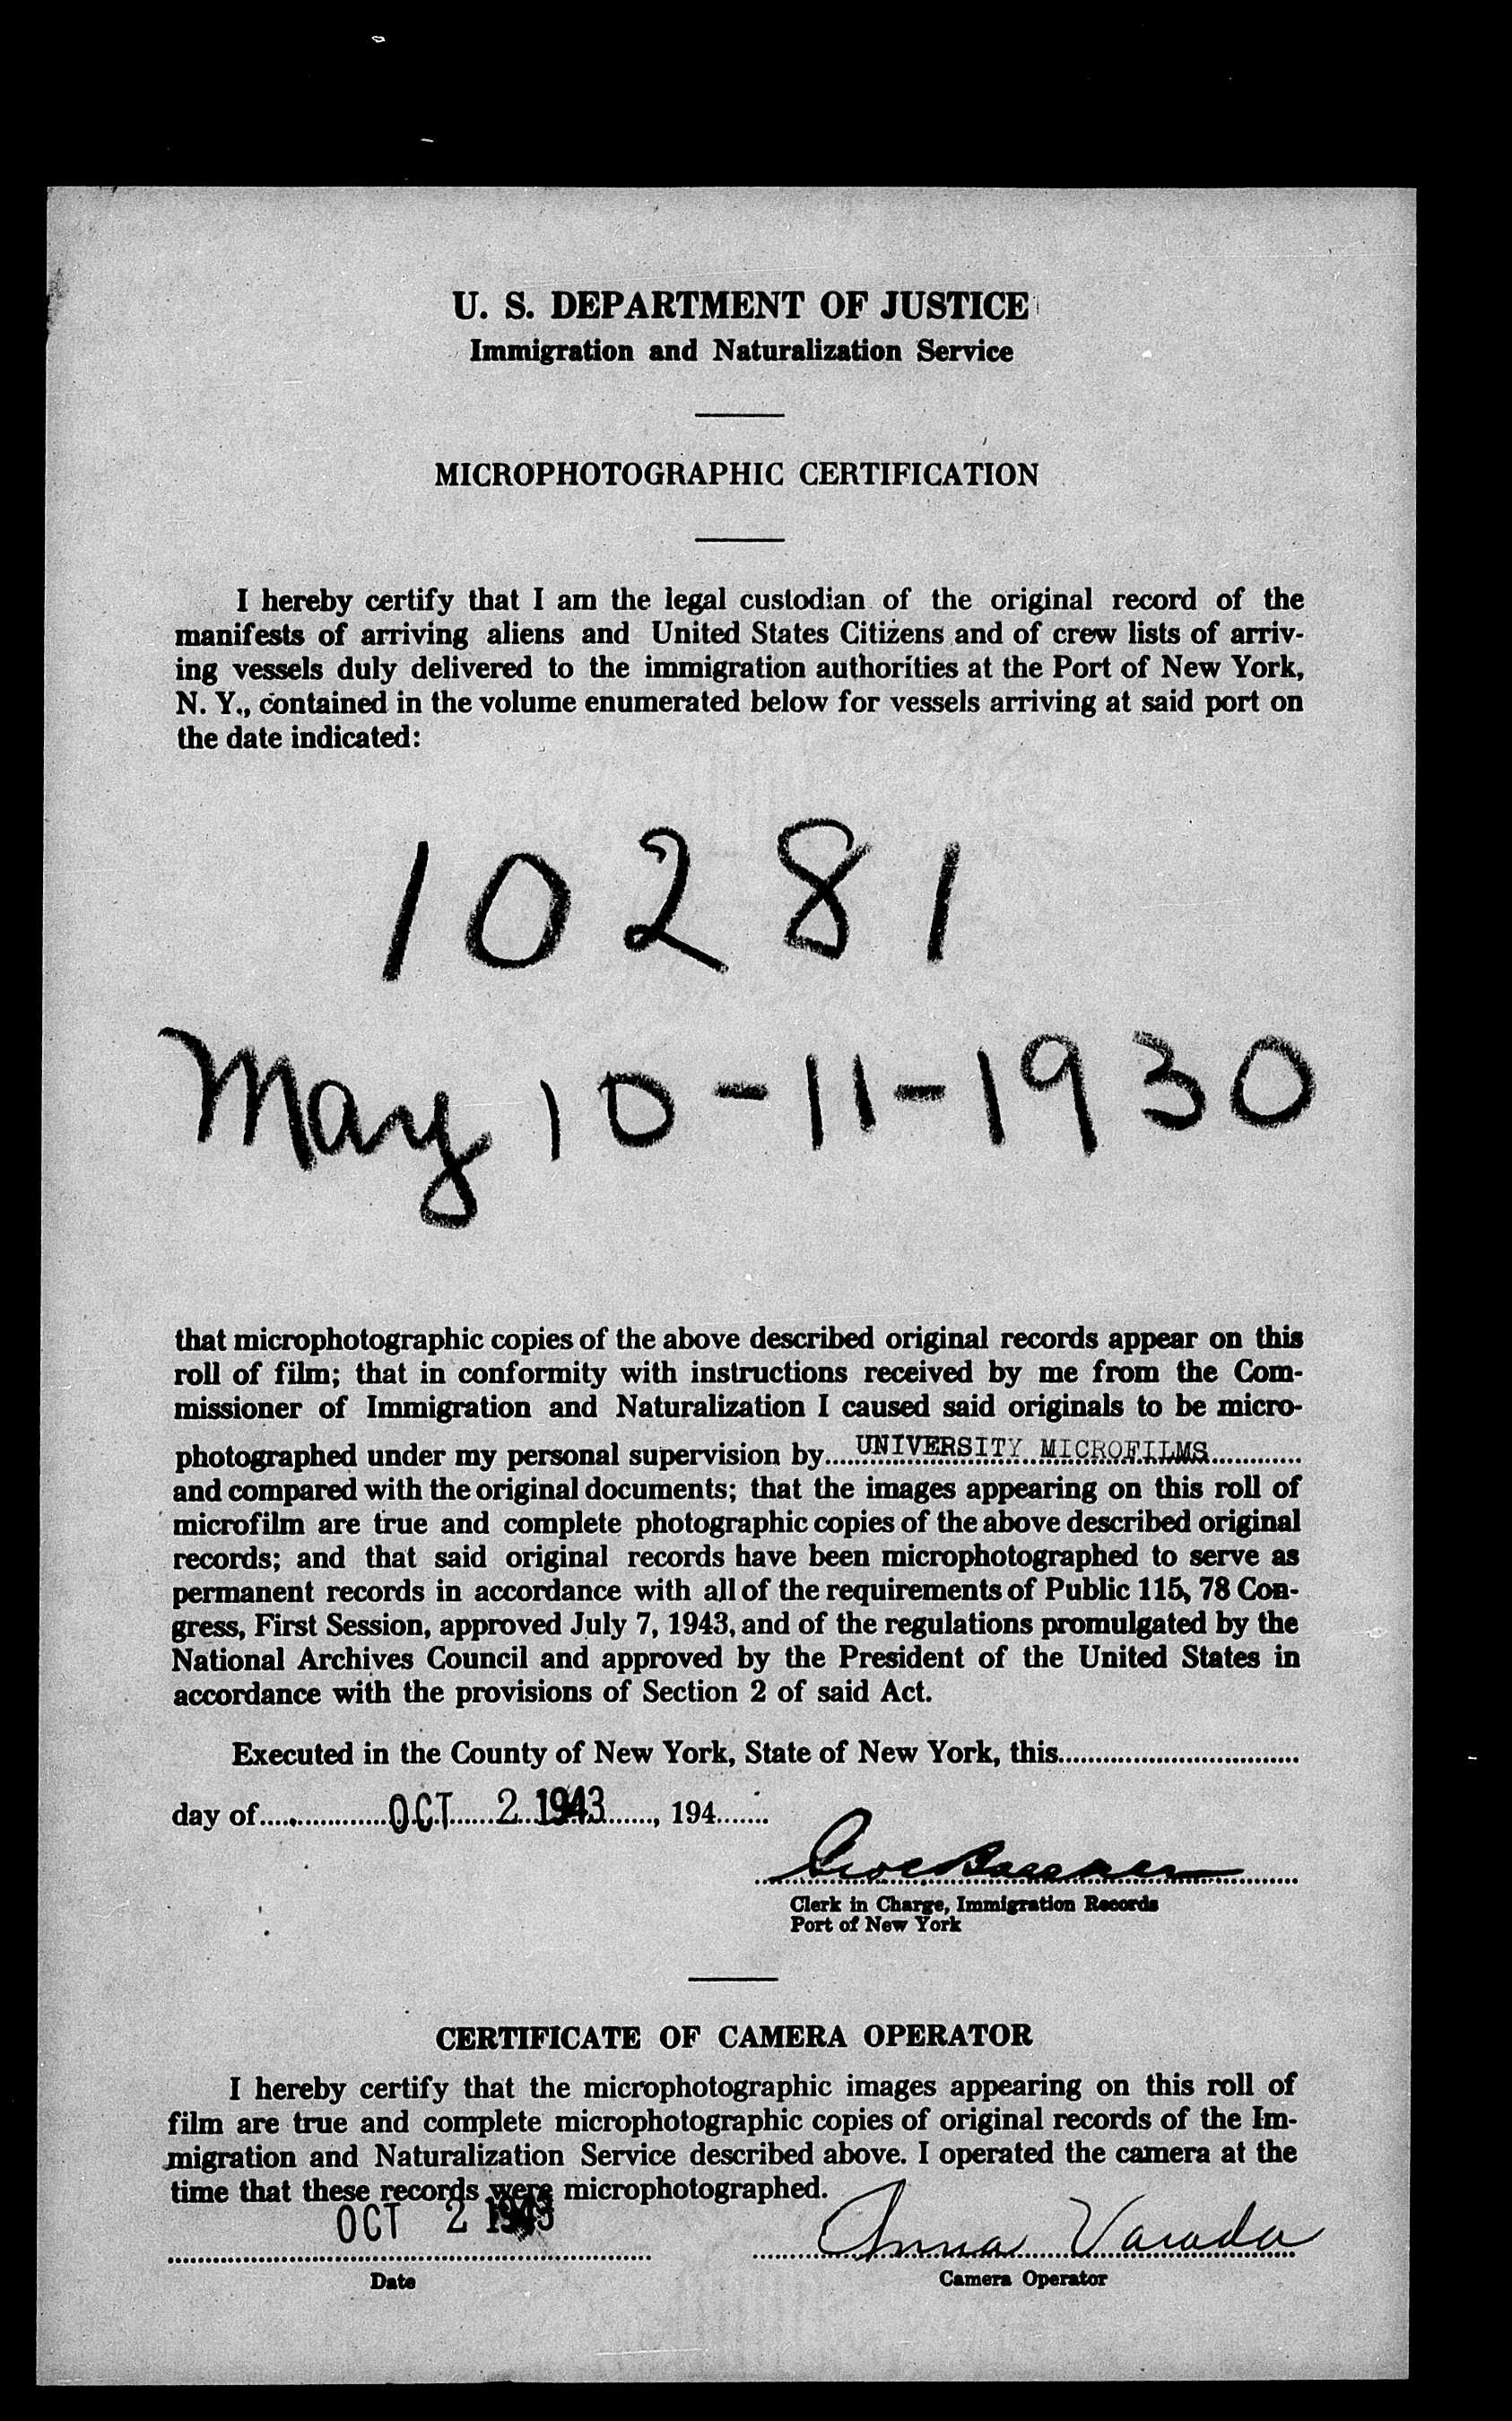 U. S. DEPARTMENT OF JUSTICE
Immigration and Naturalization Service
MICROPHOTOGRAPHIC CERTIFICATION
I hereby certify that I am the legal custodian of the original record of the
manifests of arriving aliens and United States Citizens and of crew lists of arriv-
ing vessels duly delivered to the immigration authorities at the Port of New York,
N. Y., contained in the volume enumerated below for vessels arriving at said port on
the date indicated:
10281
May 10-11-1930
that microphotographic copies of the above described original records appear on this
roll of film; that in conformity with instructions received by me from the Com-
missioner of Immigration and Naturalization I caused said originals to be micro-
photographed under my personal supervision by UNIVERSITY MICROFILMS
and compared with the original documents; that the images appearing on this roll of
microfilm are true and complete photographic copies of the above described original
records; and that said original records have been microphotographed to serve as
permanent records in accordance with all of the requirements of Public 115, 78 Con-
gress, First Session, approved July 7, 1943, and of the regulations promulgated by the
National Archives Council and approved by the President of the United States in
accordance with the provisions of Section 2 of said Act.
Executed in the County of New York, State of New York, this
day of OCT 2 1943, 194
Clerk in Charge, Immigration Records
Port of New York
CERTIFICATE OF CAMERA OPERATOR
I hereby certify that the microphotographic images appearing on this roll of
film are true and complete microphotographic copies of original records of the Im-
migration and Naturalization Service described above. I operated the camera at the
time that these records were microphotographed.
OCT 2 1943 Anna Varada
Date Camera Operator